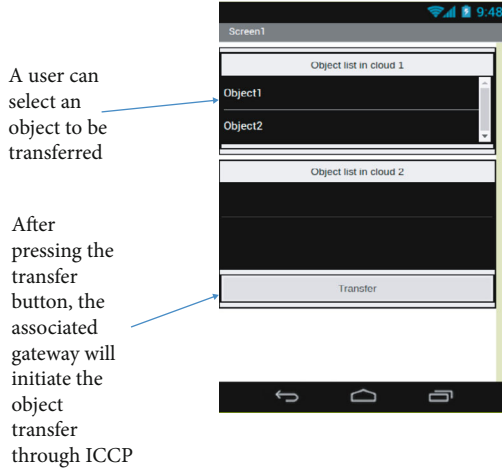 9:48
Screen1
Object list in cloud 1
Object1
Object2
Object list in cloud 2
Transfer
A user can
select an
object to be
transferred
After
pressing the
transfer
button, the
associated
gateway will
initiate the
object
transfer
through ICCP